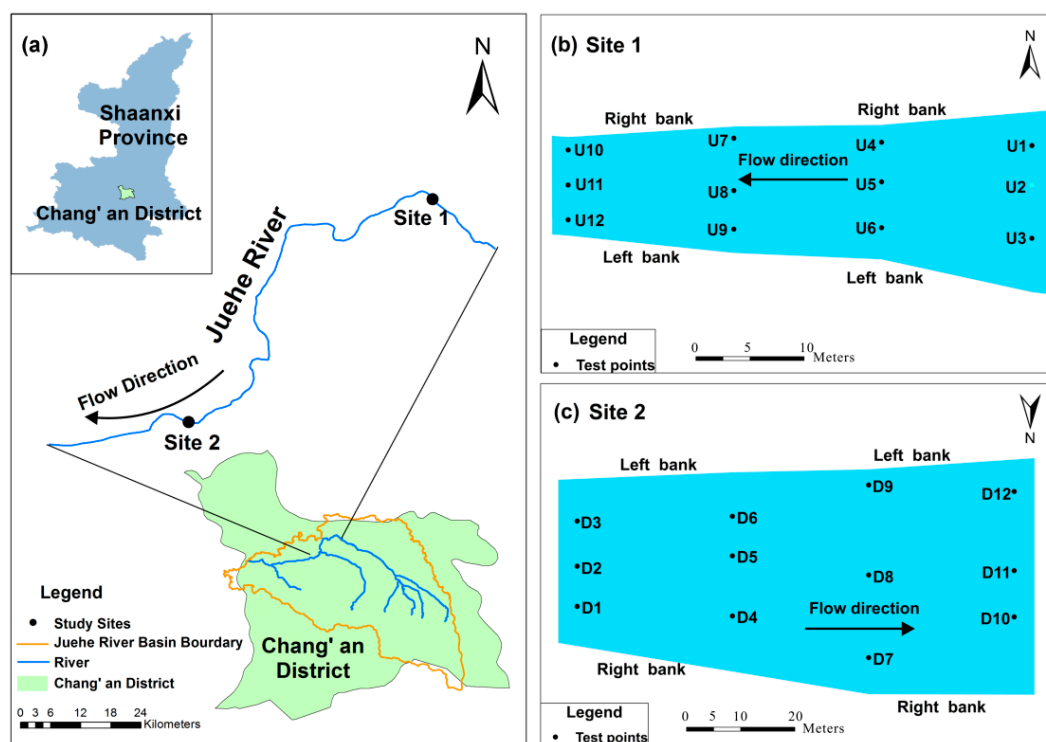 (a)
N
Shaanxi
Province
Chang' an District
Site 1
Juehe River
Flow Direction
Site 2
Legend
Study Sites
Juehe River Basin Bourdary
River
Chang' an District
0 3 6 12 18 24
Kilometers
Chang' an
District
(b) Site 1
N
Right bank
Right bank
U10
U7
U4
U1
Flow direction
U11
U8
U5
U2
U12
U9
U6
U3
Left bank
Left bank
Legend
Test points
0 5 10
Meters
(c) Site 2
N
Left bank
Left bank
D9
D12
D3
D6
D5
D2
D8
D11
D1
D4
Flow direction
D10
D7
Right bank
Right bank
Legend
Test points
0 5 10 20
Meters